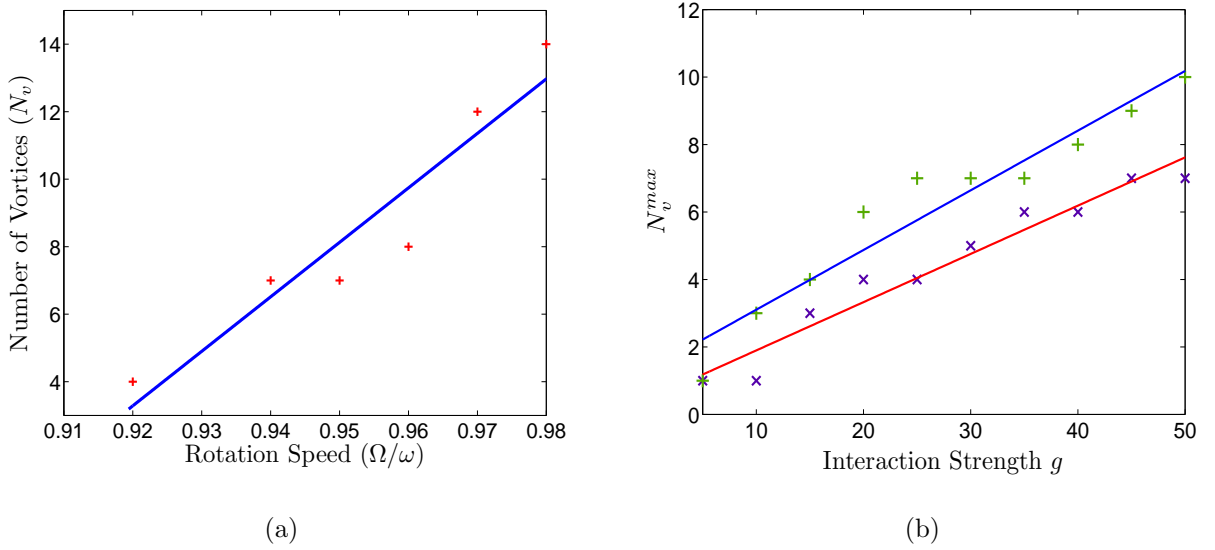 14
12
10
8
6
4
Number of Vortices (N_v)
0.91 0.92 0.93 0.94 0.95 0.96 0.97 0.98
Rotation Speed (Ω/ω)
(a)
12
10
8
6
4
2
0
N_v^{max}
10 20 30 40 50
Interaction Strength g
(b)